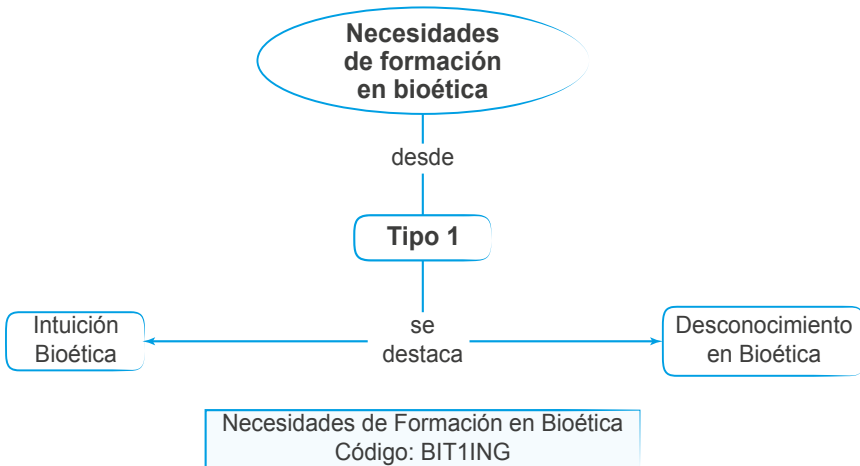 Necesidades
de formación
en bioética
desde
Tipo 1
Intuición
Bioética
se
destaca
Desconocimiento
en Bioética
Necesidades de Formación en Bioética
Código: BIT1ING